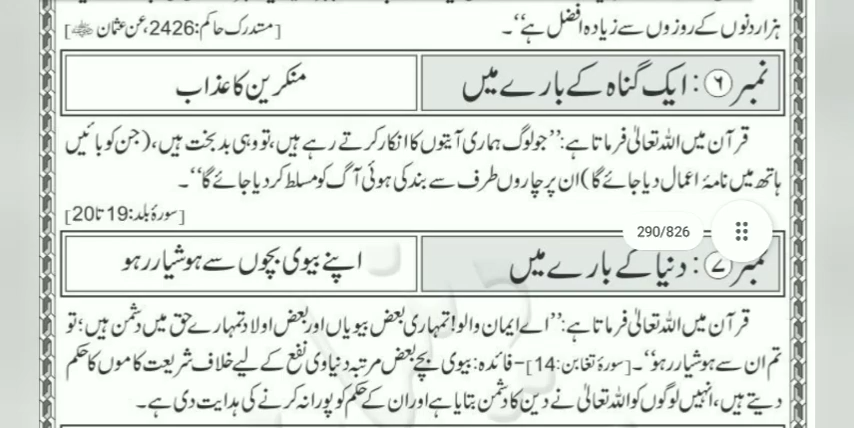 ہزار دنوں کے روزوں سے زیادہ افضل ہے“۔ [مستدرک حاکم:2426، عن عثمان ﷛]
نمبر ۶ : ایک گناہ کے بارے میں منکرین کا عذاب
قرآن میں اللہ تعالیٰ فرماتا ہے: ”جو لوگ ہماری آیتوں کا انکار کرتے رہے ہیں، تو وہی بدبخت ہیں، (جن کو بائیں
ہاتھ میں نامۂ اعمال دیا جائے گا) ان پر چاروں طرف سے بند کی ہوئی آگ کو مسلط کر دیا جائے گا“۔
[سورۂ بلد:19 تا 20]
290/826
نمبر ۷ : دنیا کے بارے میں اپنے بیوی بچوں سے ہوشیار رہو
قرآن میں اللہ تعالیٰ فرماتا ہے: ”اے ایمان والو! تمہاری بعض بیویاں اور بعض اولاد تمہارے حق میں دشمن ہیں؛ تو
تم ان سے ہوشیار رہو“۔ [سورۂ تغابن:14]- فائدہ: بیوی بچے بعض مرتبہ دنیاوی نفع کے لیے خلاف شریعت کاموں کا حکم
دیتے ہیں، انہیں لوگوں کو اللہ تعالیٰ نے دین کا دشمن بتایا ہے اور ان کے حکم کو پورا نہ کرنے کی ہدایت دی ہے۔